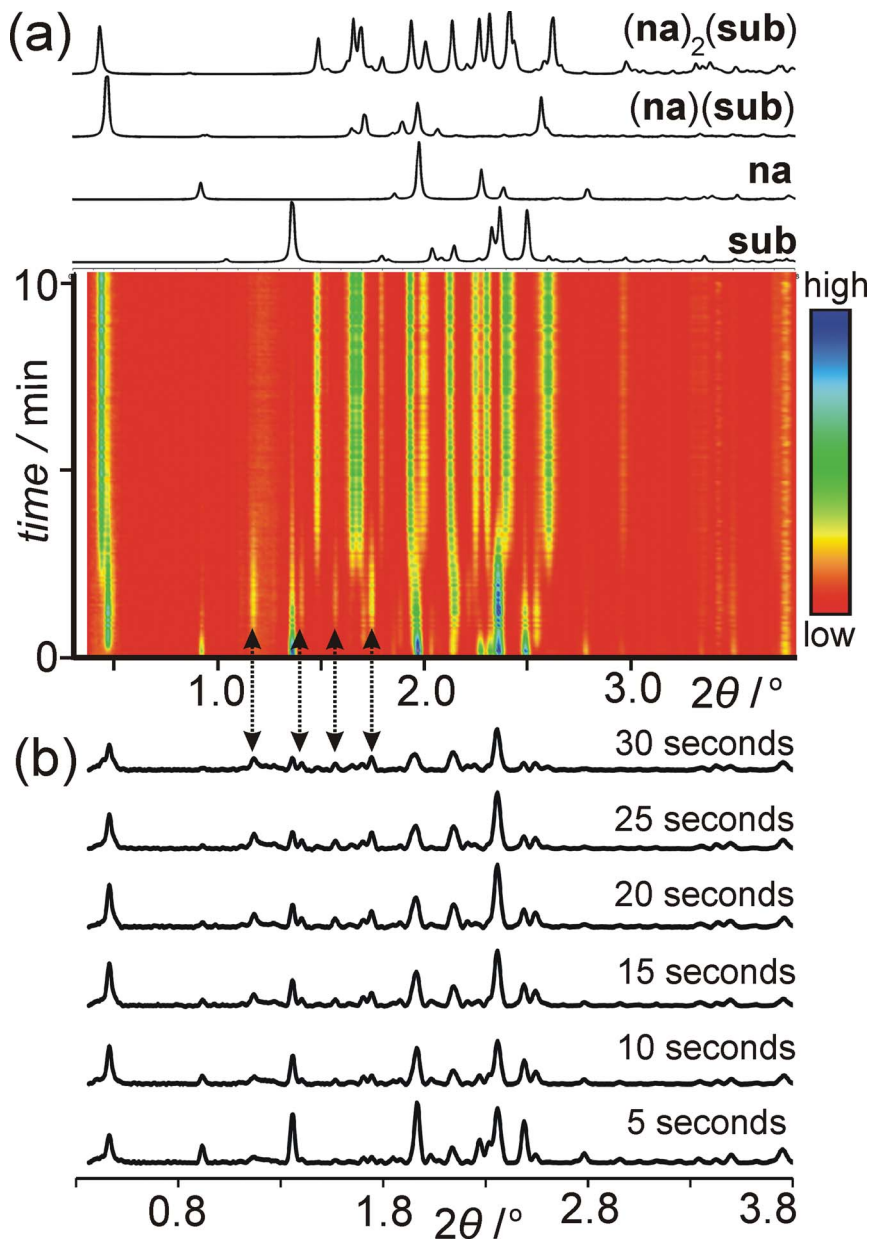 (a)
(na)2(sub)
(na)(sub)
na
sub
10
time / min
0
high
low
1.0 2.0 3.0 2θ / °
(b)
30 seconds
25 seconds
20 seconds
15 seconds
10 seconds
5 seconds
0.8 1.8 2θ / ° 2.8 3.8